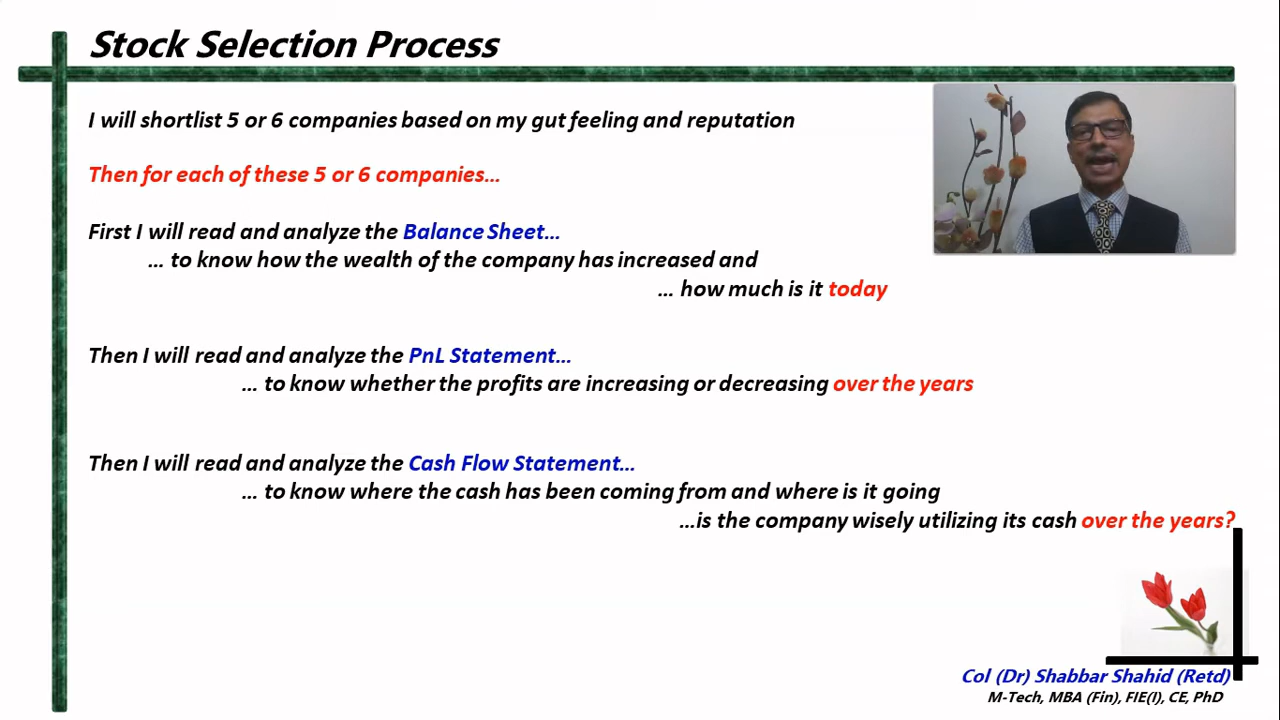 Stock Selection Process
I will shortlist 5 or 6 companies based on my gut feeling and reputation
Then for each of these 5 or 6 companies...
First I will read and analyze the Balance Sheet...
... to know how the wealth of the company has increased and
... how much is it today
Then I will read and analyze the PnL Statement...
... to know whether the profits are increasing or decreasing over the years
Then I will read and analyze the Cash Flow Statement...
... to know where the cash has been coming from and where is it going
...is the company wisely utilizing its cash over the years?
Col (Dr) Shabbar Shahid (Retd)
M-Tech, MBA (Fin), FIE(I), CE, PhD